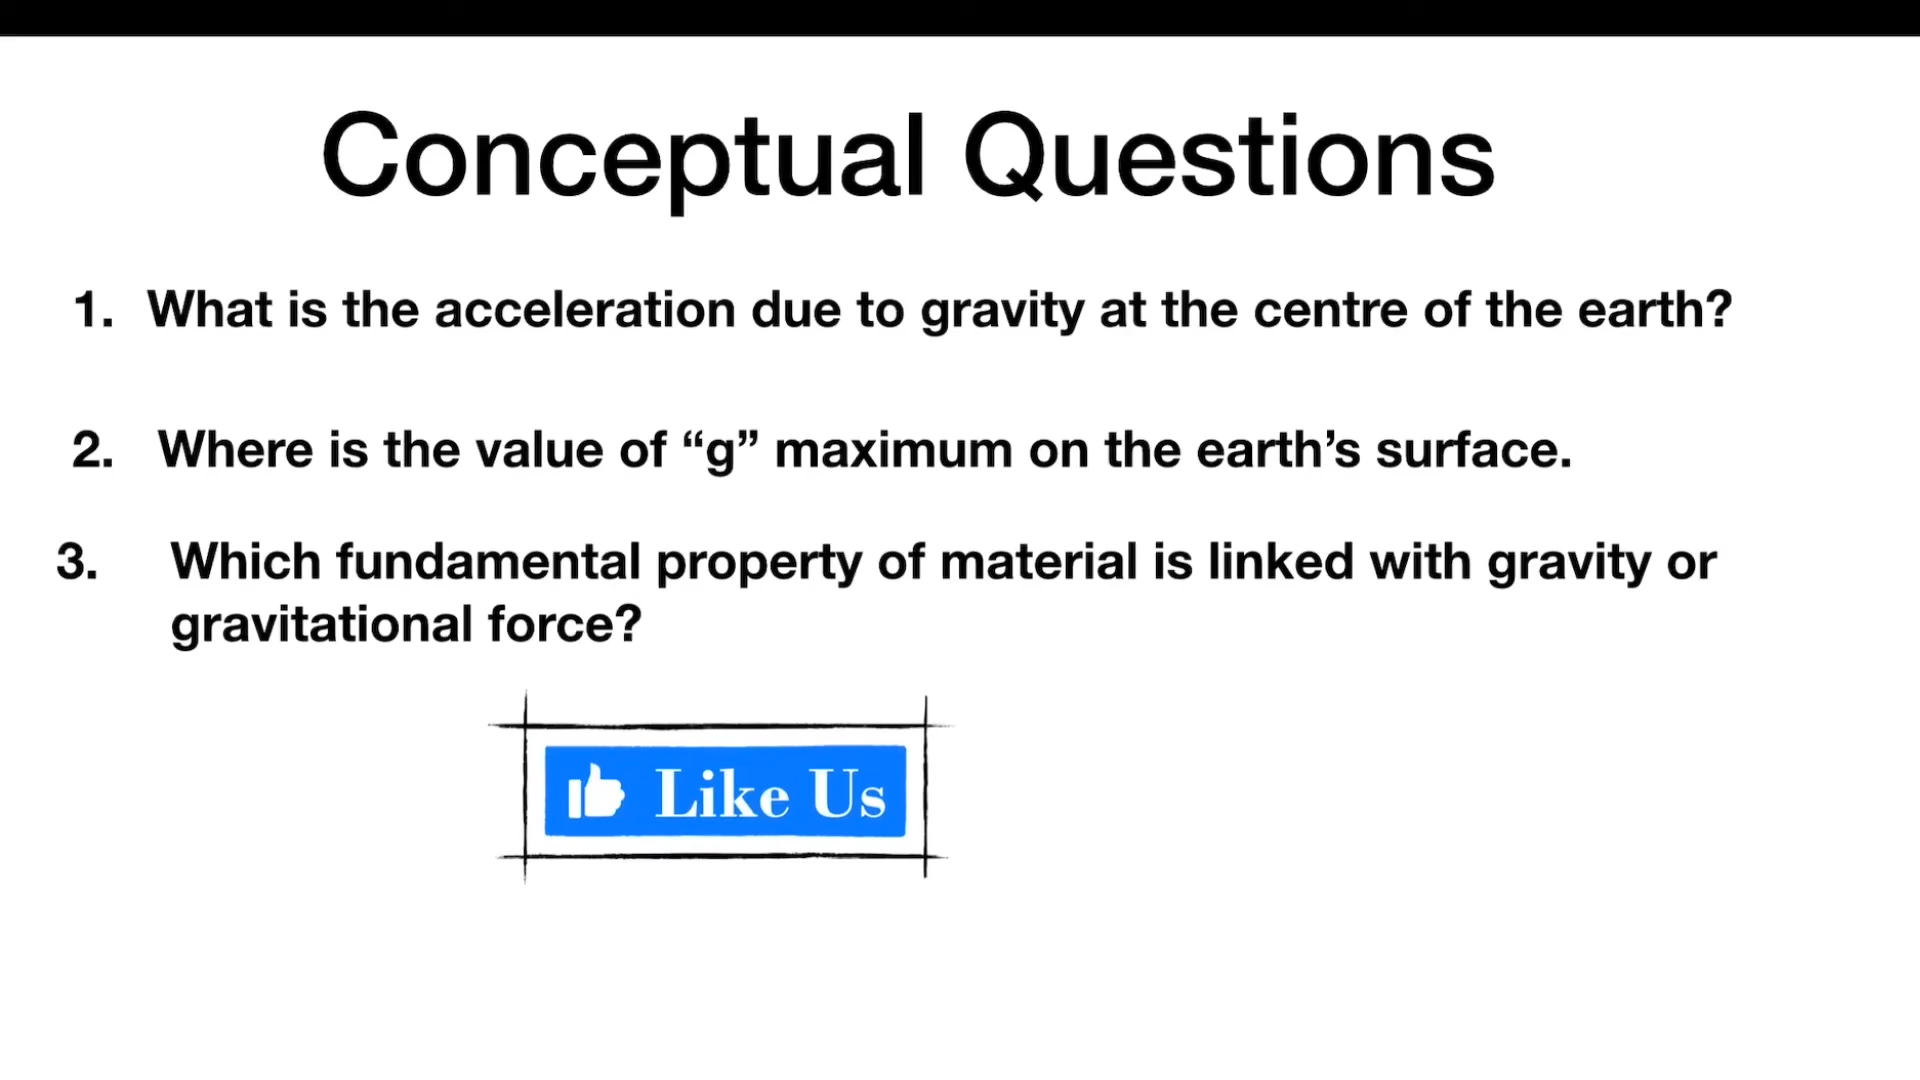 Conceptual Questions
1. What is the acceleration due to gravity at the centre of the earth?
2. Where is the value of “g” maximum on the earth’s surface.
3. Which fundamental property of material is linked with gravity or
gravitational force?
Like Us